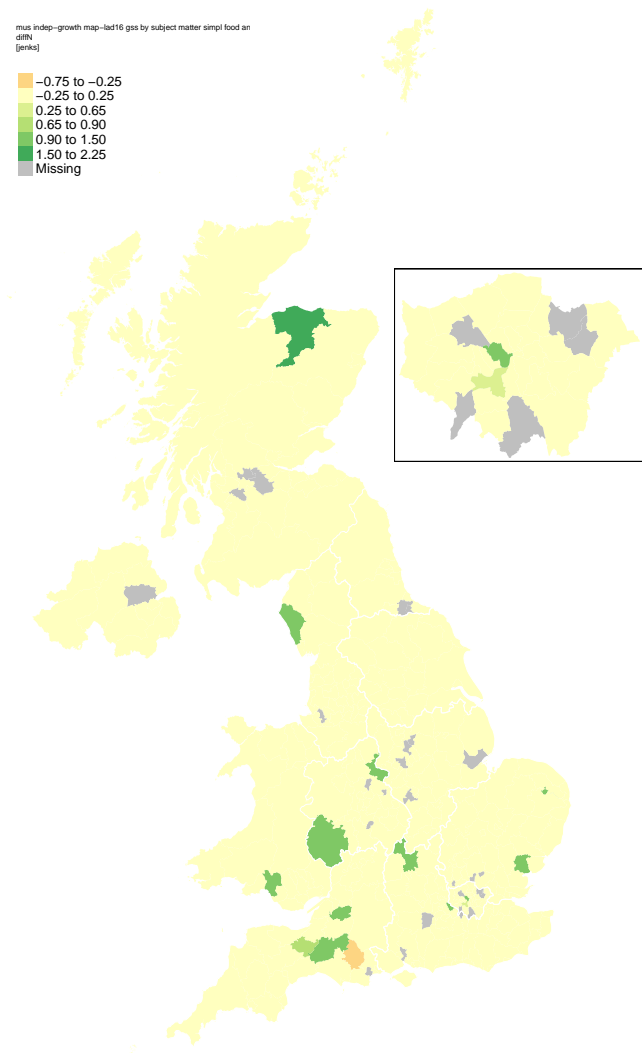 mus indep−growth map−lad16 gss by subject matter simpl food an
diffN
[jenks]
−0.75 to −0.25
−0.25 to 0.25
0.25 to 0.65
0.65 to 0.90
0.90 to 1.50
1.50 to 2.25
Missing